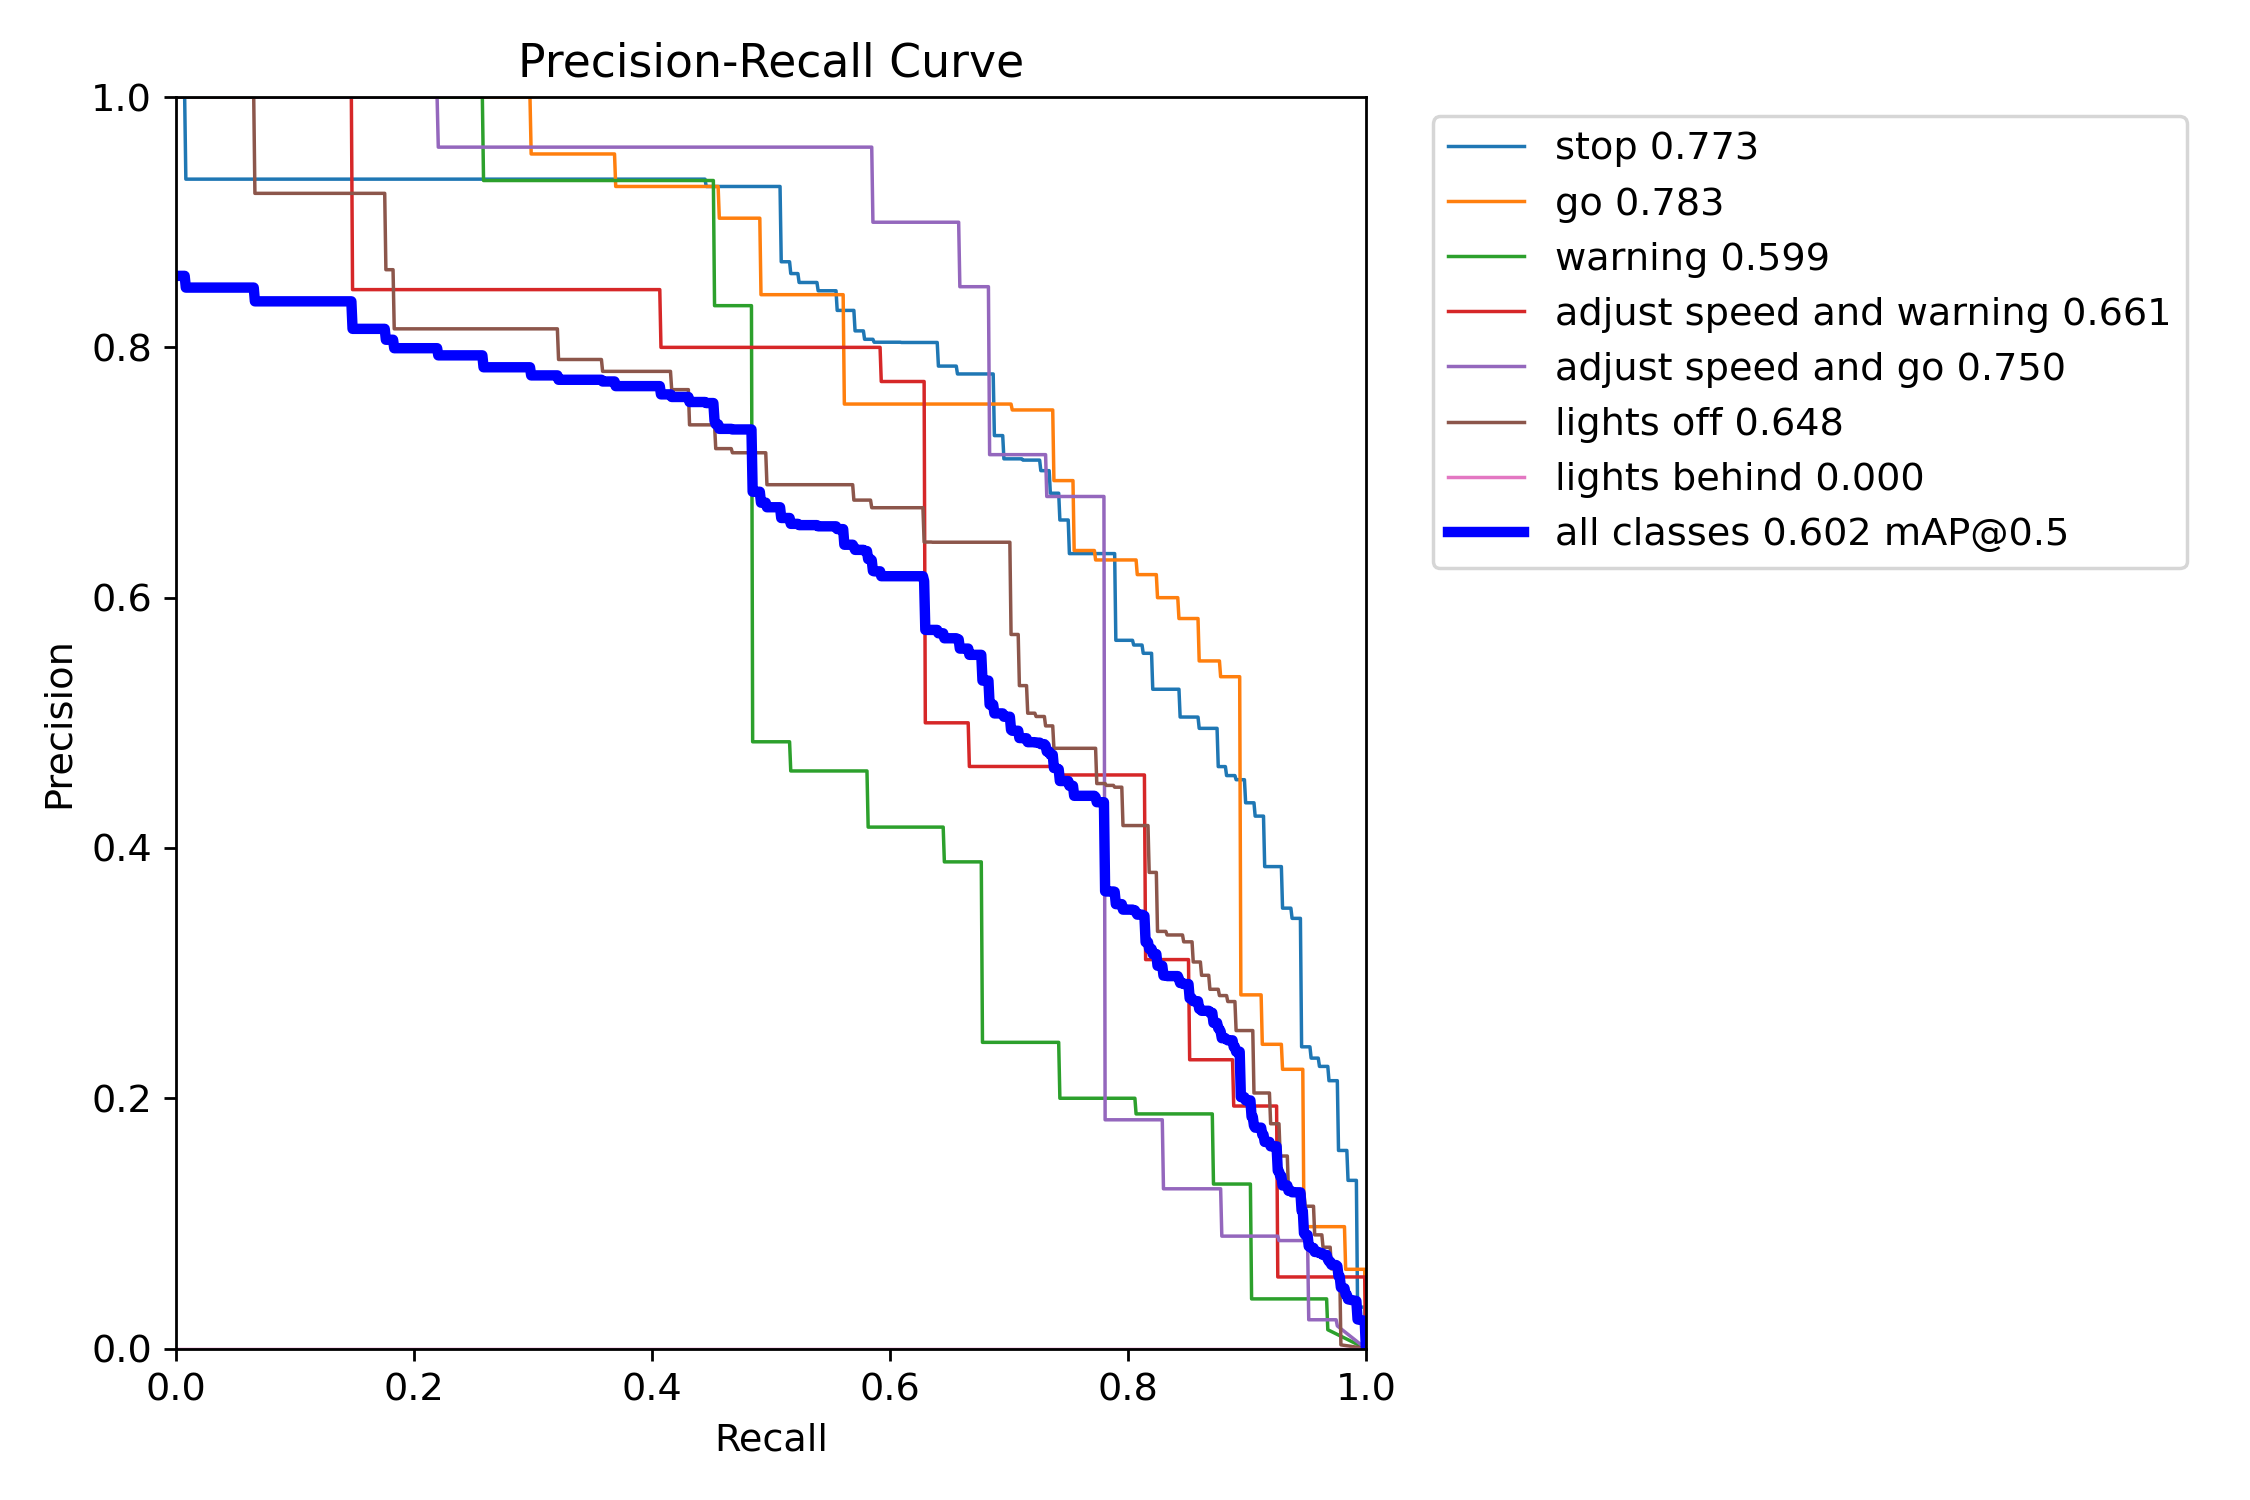 Precision-Recall Curve
1.0
0.8
0.6
0.4
0.2
0.0
Precision
0.0 0.2 0.4 0.6 0.8 1.0
Recall
stop 0.773
go 0.783
warning 0.599
adjust speed and warning 0.661
adjust speed and go 0.750
lights off 0.648
lights behind 0.000
all classes 0.602 mAP@0.5